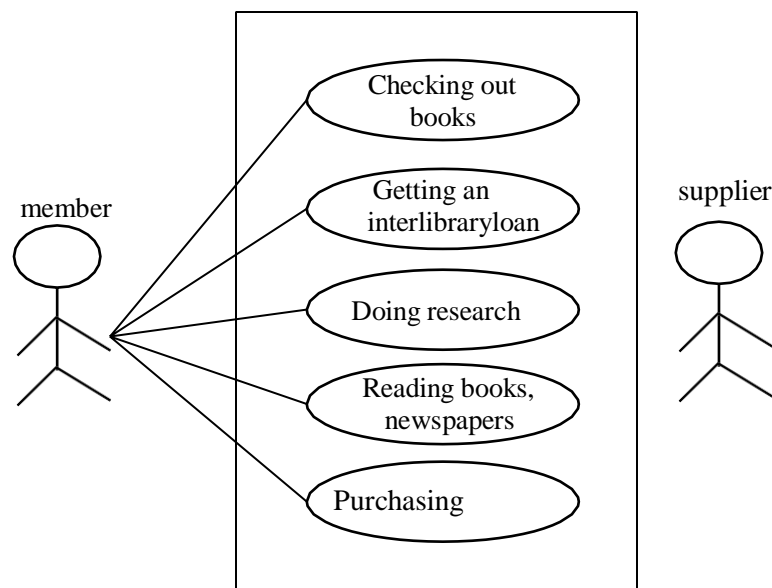 member
Checking out
books
Getting an
interlibraryloan
Doing research
Reading books,
newspapers
Purchasing
supplier